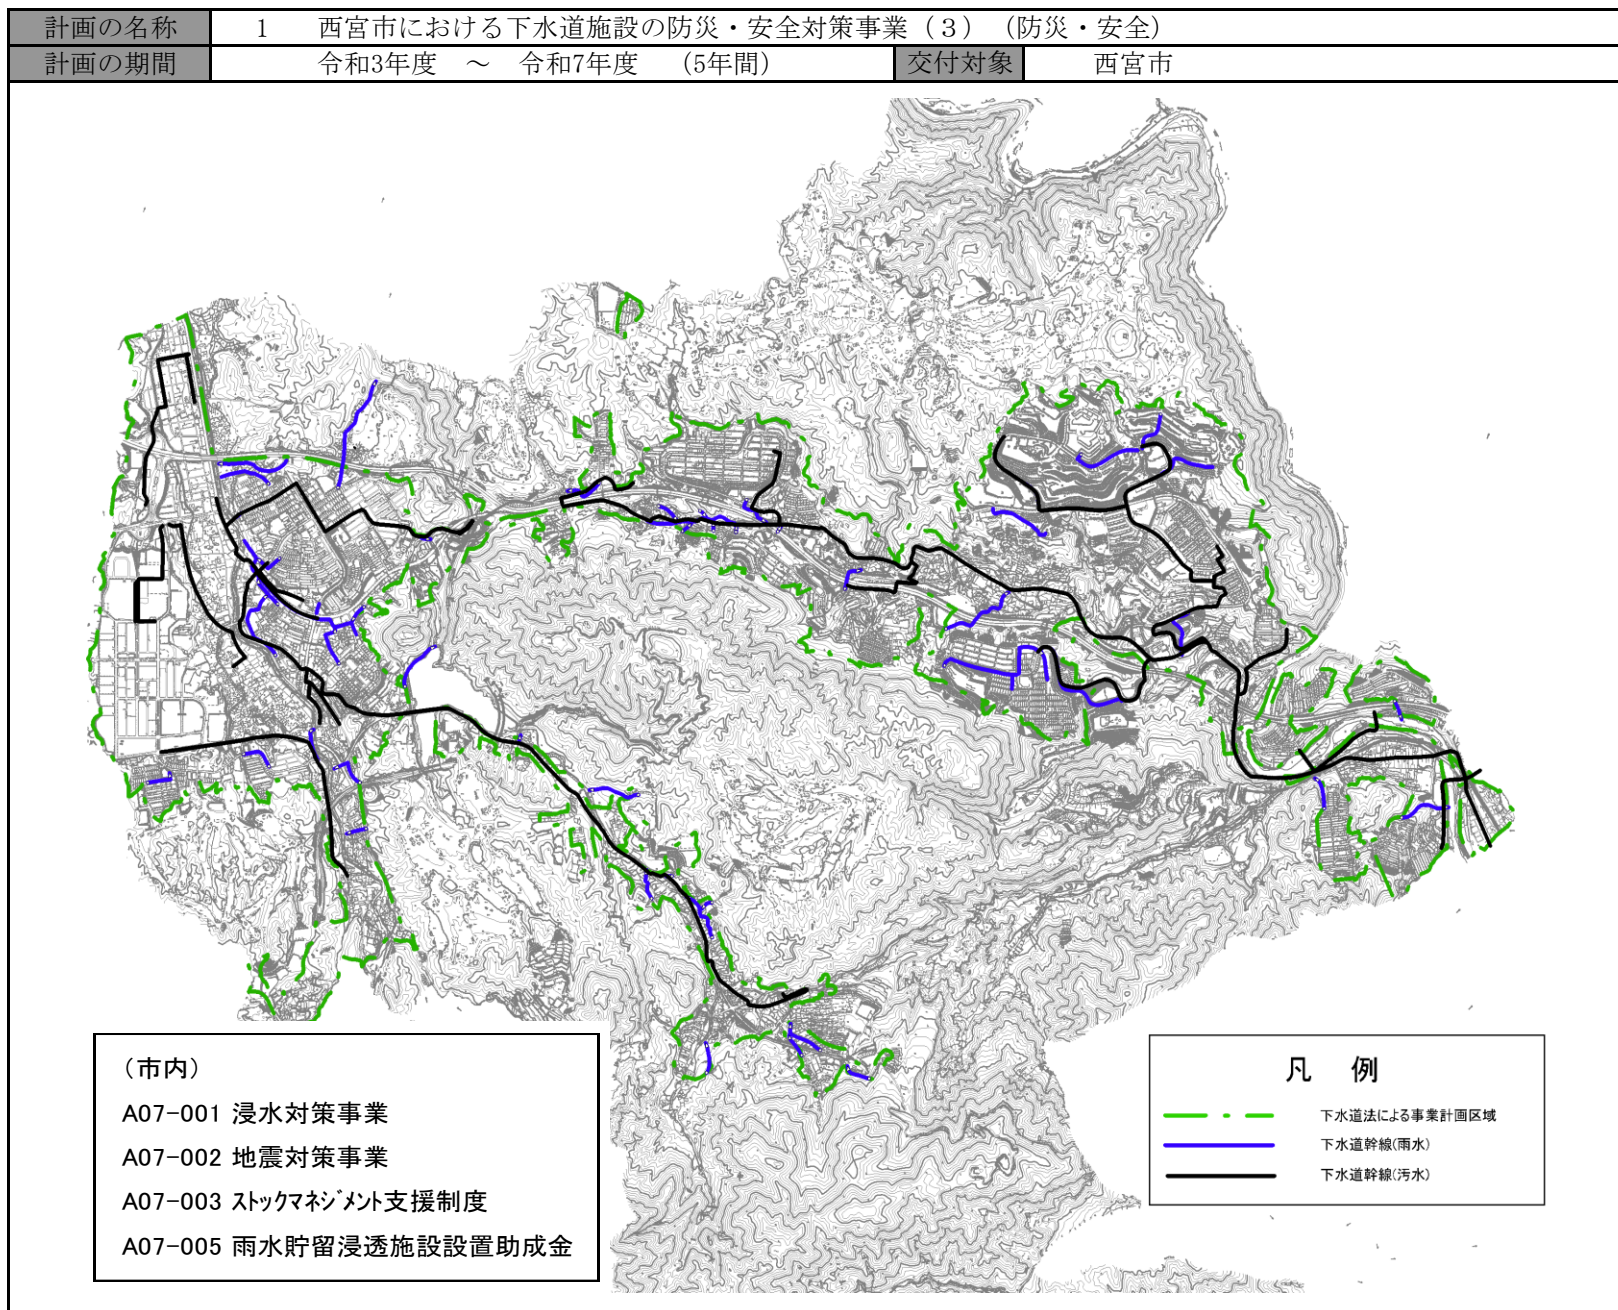 計画の名称 1 西宮市における下水道施設の防災・安全対策事業（３）（防災・安全）
計画の期間 令和3年度 ～ 令和7年度 （5年間） 交付対象 西宮市
（市内）
A07-001 浸水対策事業
A07-002 地震対策事業
A07-003 ｽﾄｯｸﾏﾈｼﾞﾒﾝﾄ支援制度
A07-005 雨水貯留浸透施設設置助成金
凡 例
下水道法による事業計画区域
下水道幹線(雨水)
下水道幹線(汚水)